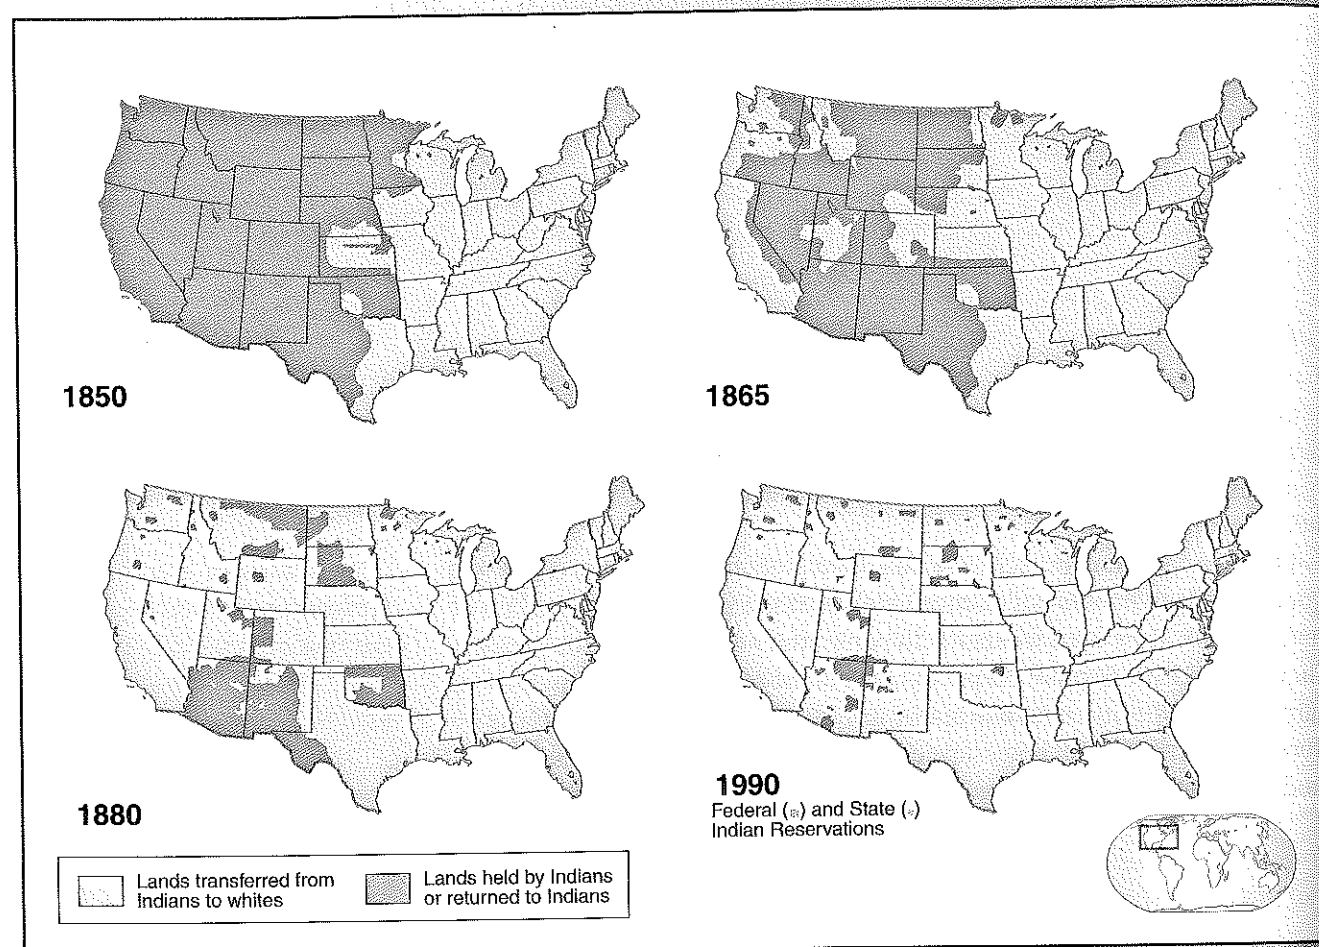 1850
1865
1880
1990
Federal ( ) and State ( )
Indian Reservations
Lands transferred from
Indians to whites
Lands held by Indians
or returned to Indians